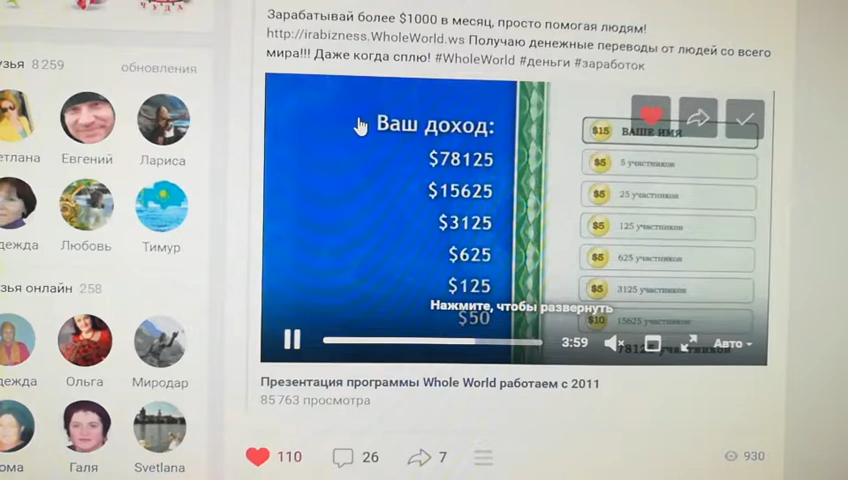 Зарабатывай более $1000 в месяц, просто помогая людям!
http://irabizness.WholeWorld.ws Получаю денежные переводы от людей со всего
мира!!! Даже когда сплю! #WholeWorld #деньги #заработок
ЧУДА
узья 8 259
обновления
етлана
Евгений
Лариса
дежда
Любовь
Тимур
зья онлайн 258
дежда
Ольга
Миродар
ома
Галя
Svetlana
Ваш доход:
$78125
$15625
$3125
$625
$125
$50
$15 ВАШЕ ИМЯ
$5 5 участников
$5 25 участников
$5 125 участников
$5 625 участников
$5 3125 участников
$10 15625 участников
78125 участников
Нажмите, чтобы развернуть
3:59
Авто
Презентация программы Whole World работаем с 2011
85 763 просмотра
110
26
7
930